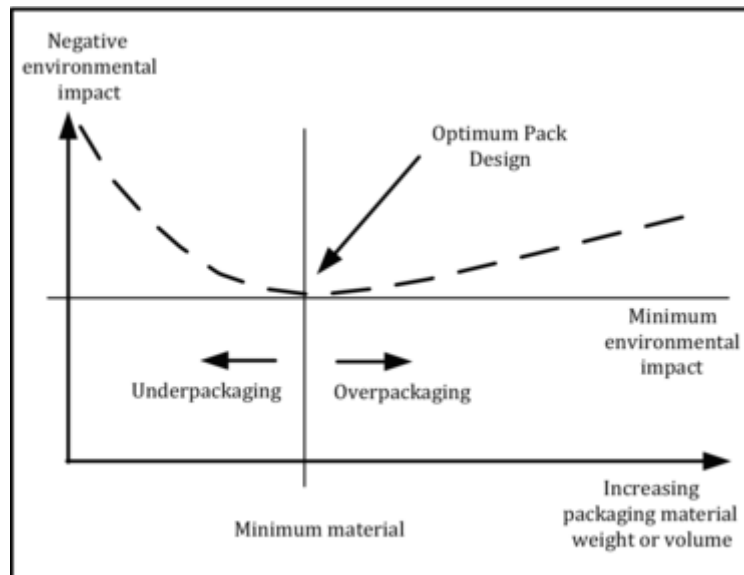 Negative
environmental
impact
Optimum Pack
Design
Minimum
environmental
impact
Underpackaging
Overpackaging
Increasing
packaging material
weight or volume
Minimum material